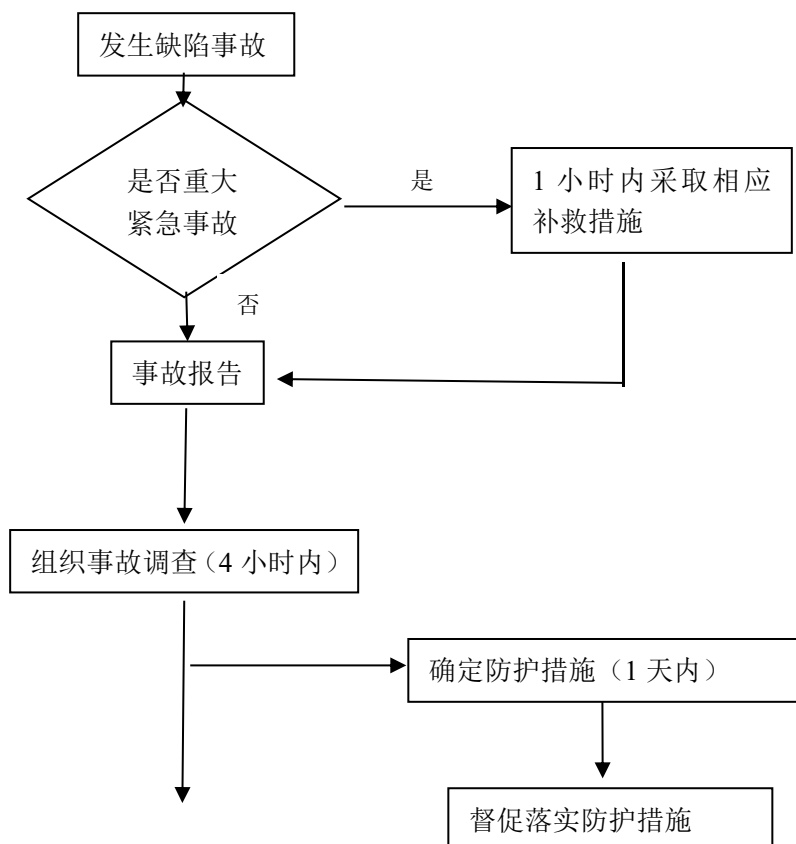 发生缺陷事故
是否重大
紧急事故
是
1 小时内采取相应
补救措施
否
事故报告
组织事故调查（4 小时内）
确定防护措施（1 天内）
督促落实防护措施